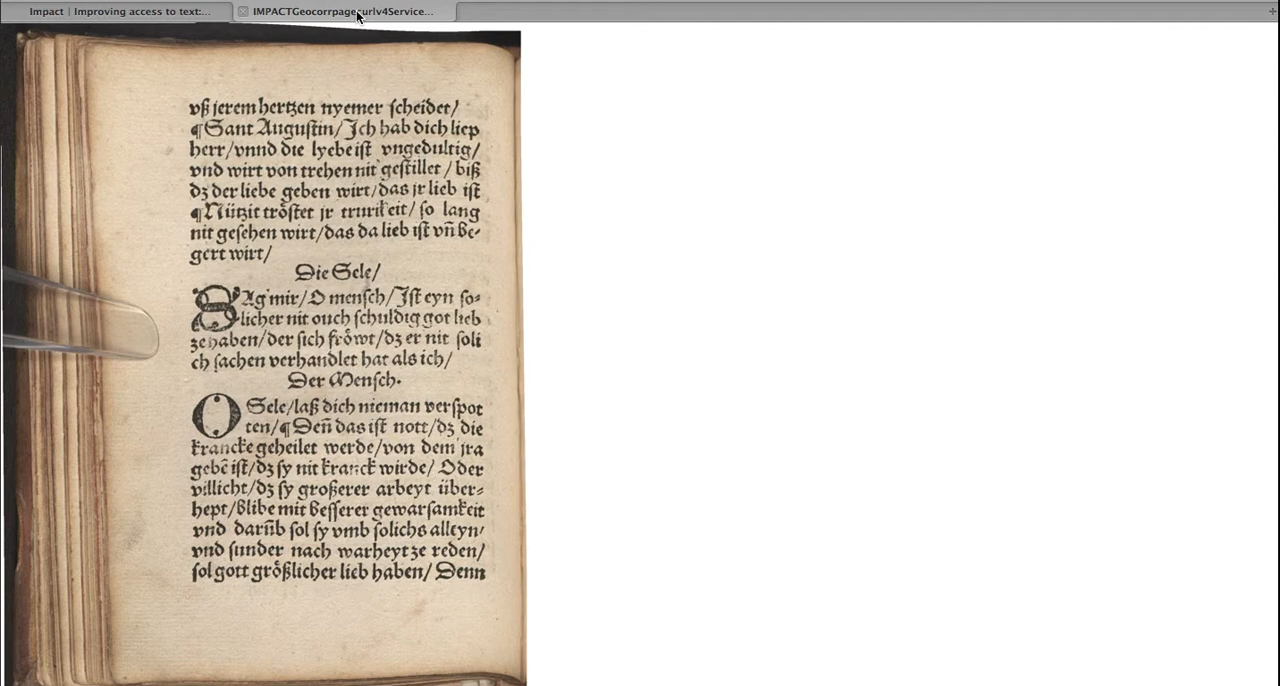 Impact | Improving access to text:...
IMPACTGeocorrpagecurlv4Service...
vß jerem hertzen nyemer ſcheidet/
¶Sant Auguſtin/Ich hab dich liep
herr/vnnd die lyebe iſt vngedultig/
vnd wirt von trehen nit geſtillet / biß
dz der liebe geben wirt/das jr lieb iſt
¶Nützit tröſtet jr trurikeit/ ſo lang
nit geſehen wirt/das da lieb iſt vn̄ be⸗
gert wirt/
Die Sele/
SAg mir/O menſch/Iſt eyn ſo⸗
licher nit ouch ſchuldig got lieb
ze haben/der ſich fröwt/dz er nit ſoli
ch ſachen verhandlet hat als ich/
Der Menſch.
O Sele/laß dich nieman verſpot
ten/¶Den̄ das iſt nott/dz die
krancke geheilet werde/von dem jra
gebē iſt/dz ſy nit kranck wirde/ Oder
villicht/dz ſy großerer arbeyt über⸗
hept/blibe mit beſſerer gewarſamkeit
vnd darūb ſol ſy vmb ſolichs alleyn/
vnd ſunder nach warheyt ze reden/
ſol gott größlicher lieb haben/ Denn